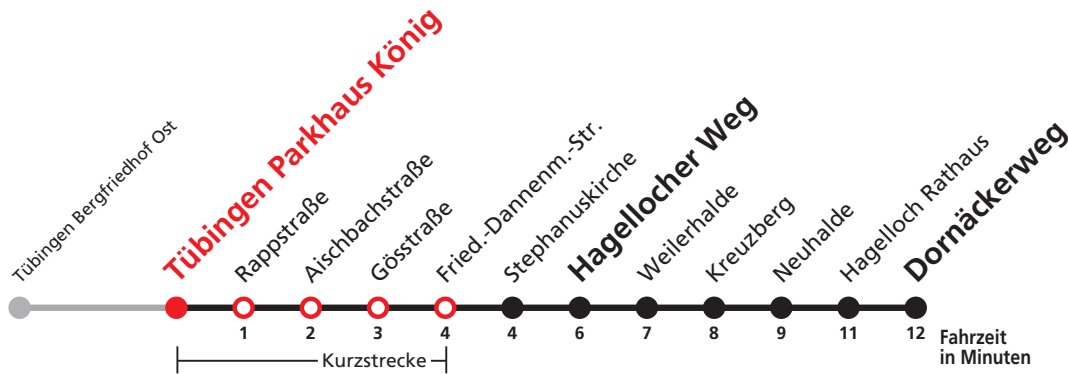 Tübingen Bergfriedhof Ost
Tübingen Parkhaus König
Rappstraße
Aischbachstraße
Gösstraße
Fried.-Dannenm.-Str.
Stephanuskirche
Hagellocher Weg
Weilerhalde
Kreuzberg
Neuhalde
Hagelloch Rathaus
Dornäckerweg
1 2 3 4 4 6 7 8 9 11 12
Fahrzeit
in Minuten
Kurzstrecke